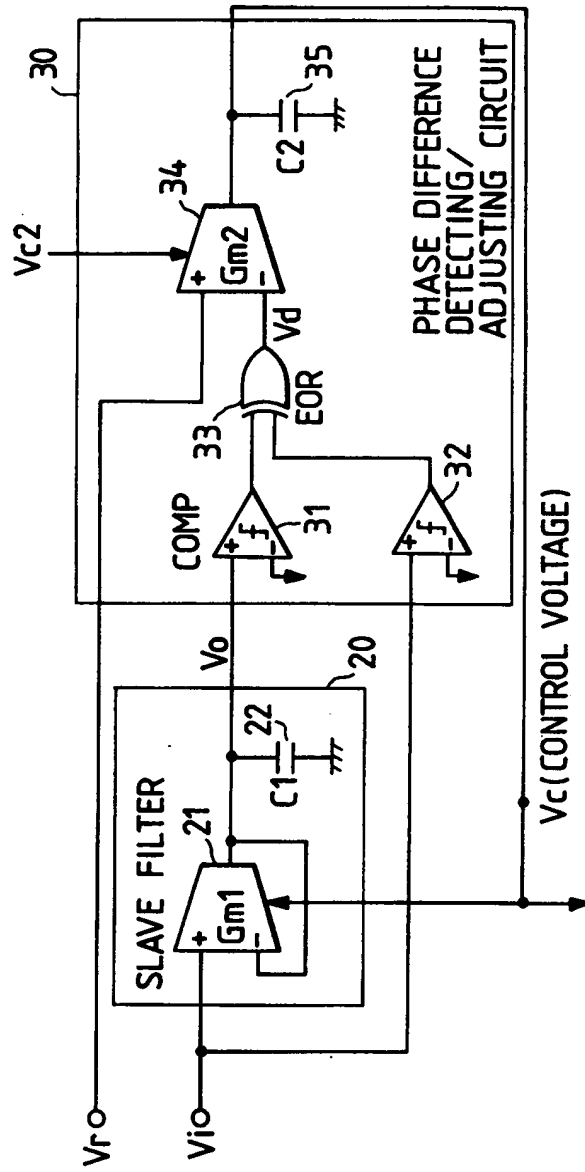 30
Vc2
34
+
Gm2
−
35
C2
Vd
33
EOR
PHASE DIFFERENCE
DETECTING/
ADJUSTING CIRCUIT
COMP
+
−
31
+
−
32
Vo
20
SLAVE FILTER
21
+
Gm1
−
22
C1
Vr
Vi
Vc(CONTROL VOLTAGE)